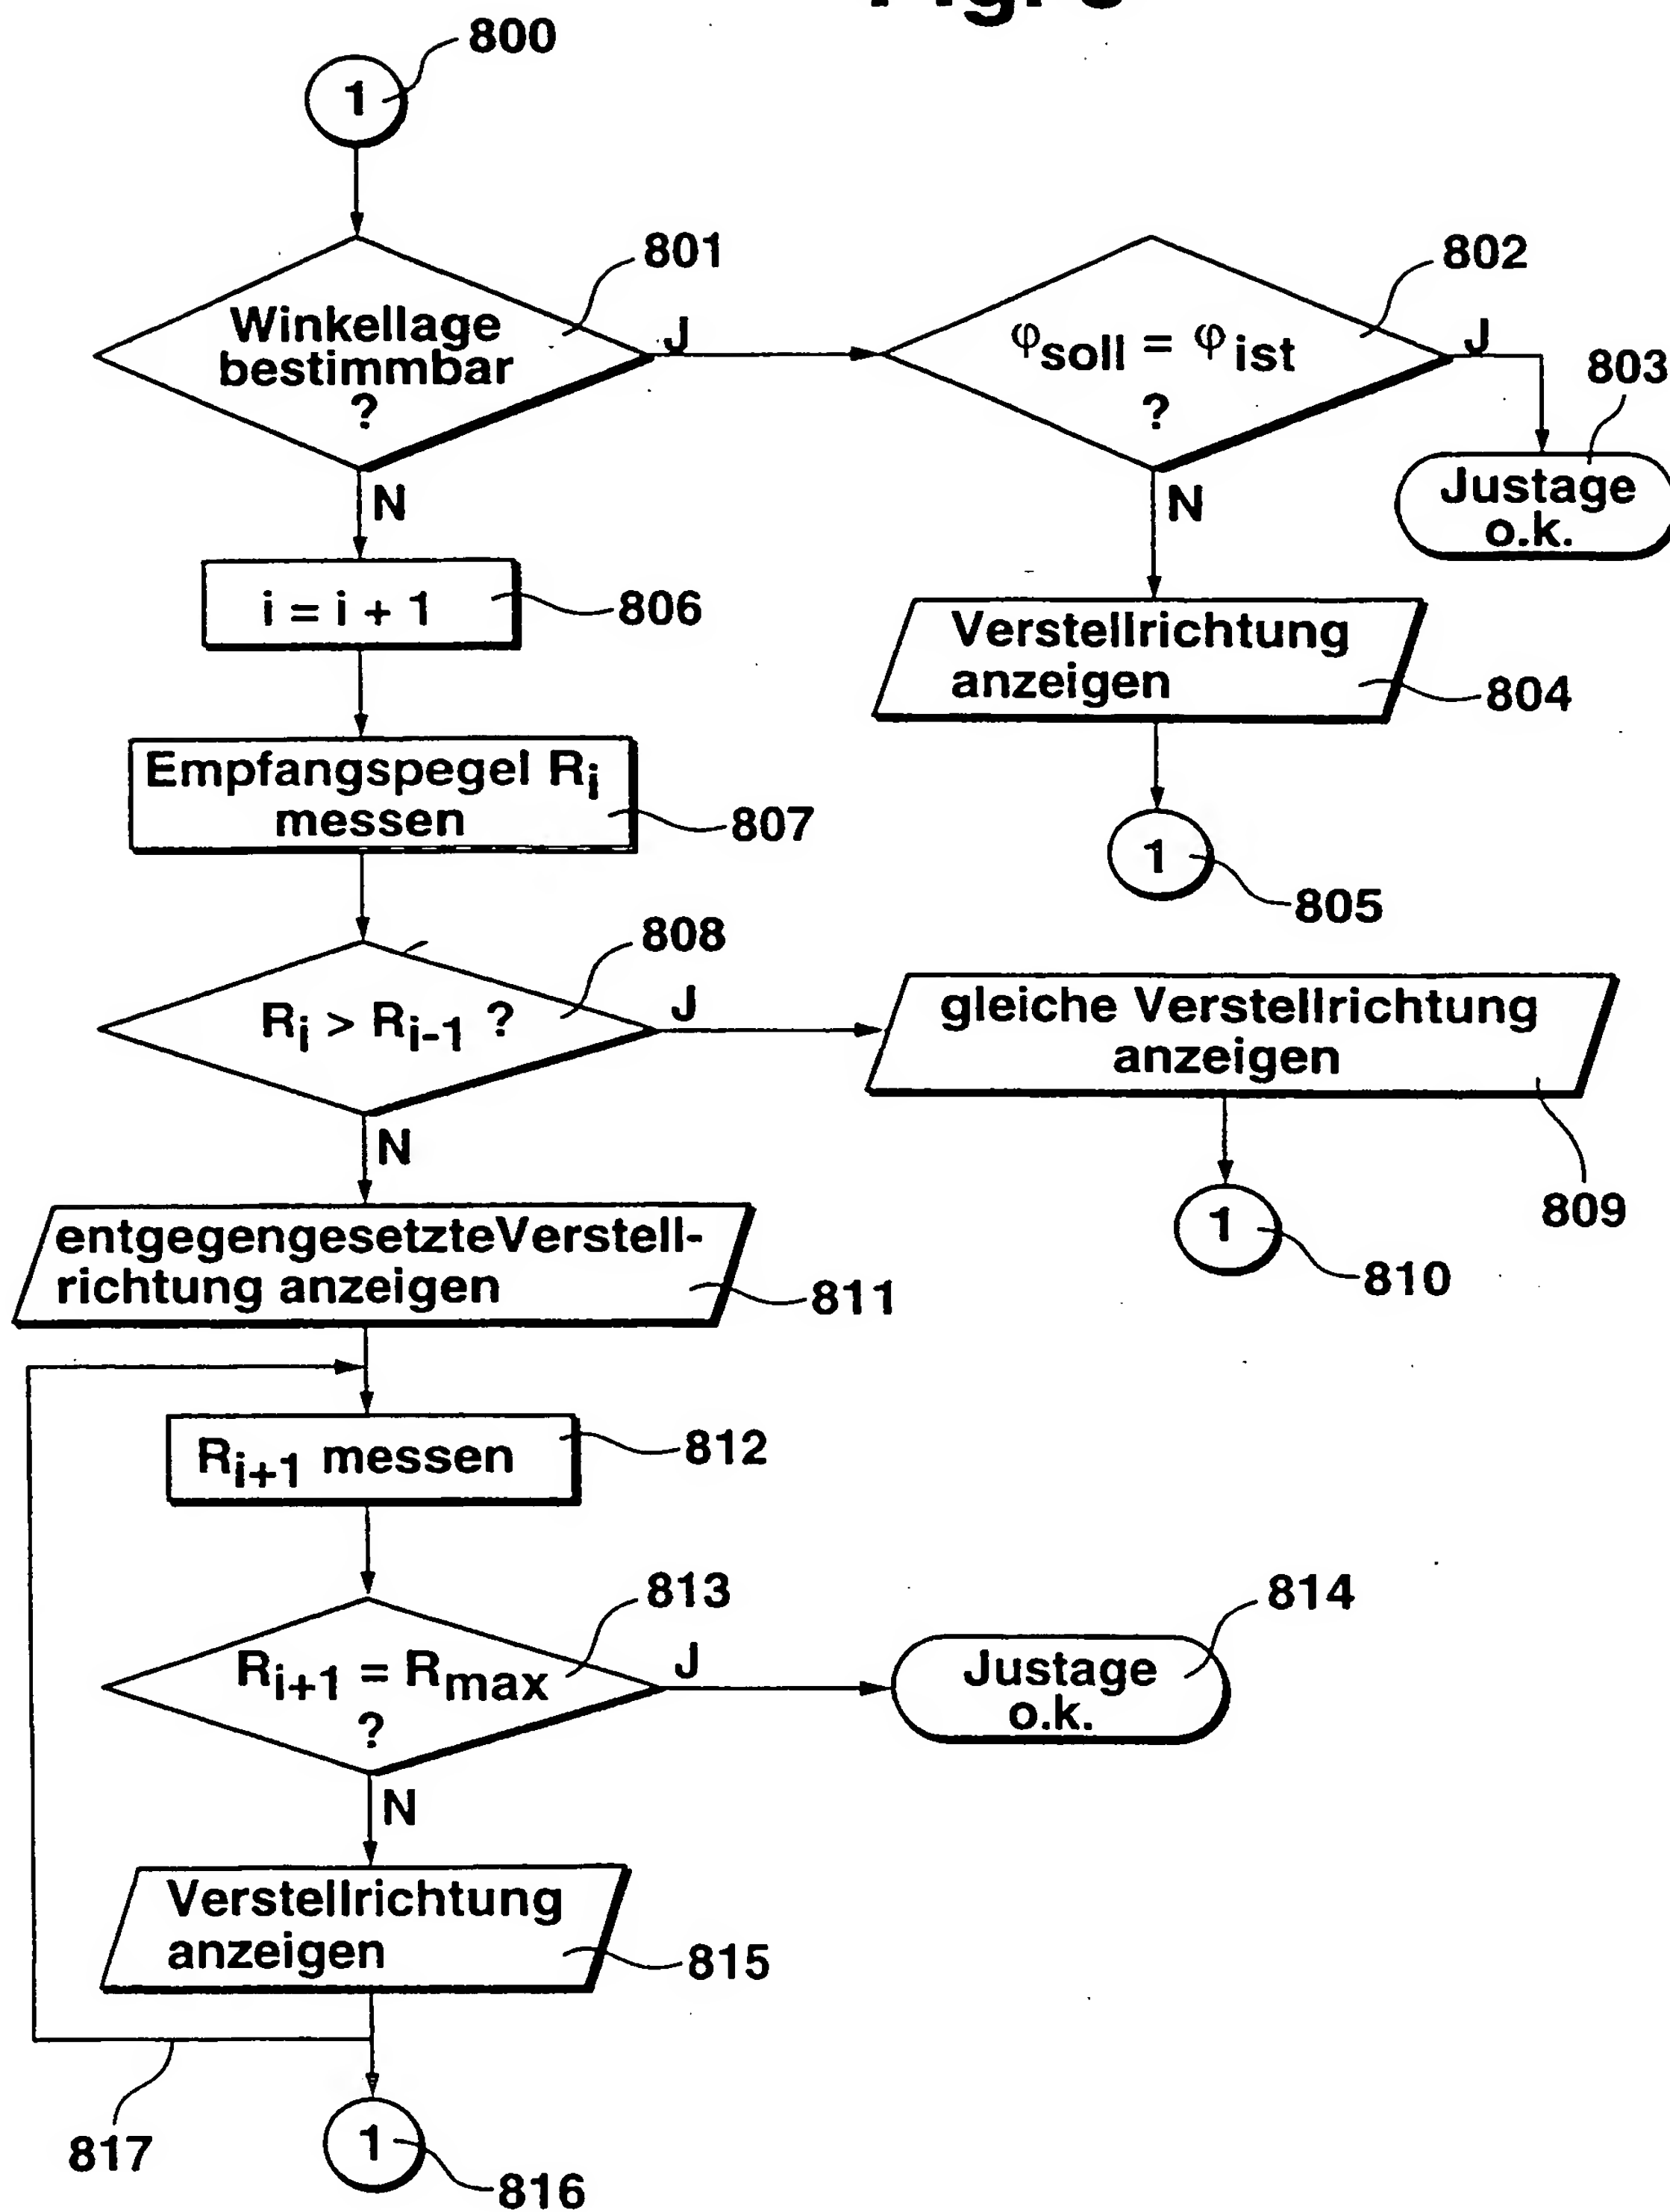 800
1
801
Winkellage
bestimmbar
?
J
N
802
φsoll = φist
?
J
N
803
Justage
o.k.
i = i + 1
806
Verstellrichtung
anzeigen
804
Empfangspegel Ri
messen
807
1
805
808
Ri > Ri-1 ?
J
N
gleiche Verstellrichtung
anzeigen
809
1
810
entgegengesetzteVerstell-
richtung anzeigen
811
Ri+1 messen
812
813
Ri+1 = Rmax
?
J
N
814
Justage
o.k.
Verstellrichtung
anzeigen
815
817
1
816